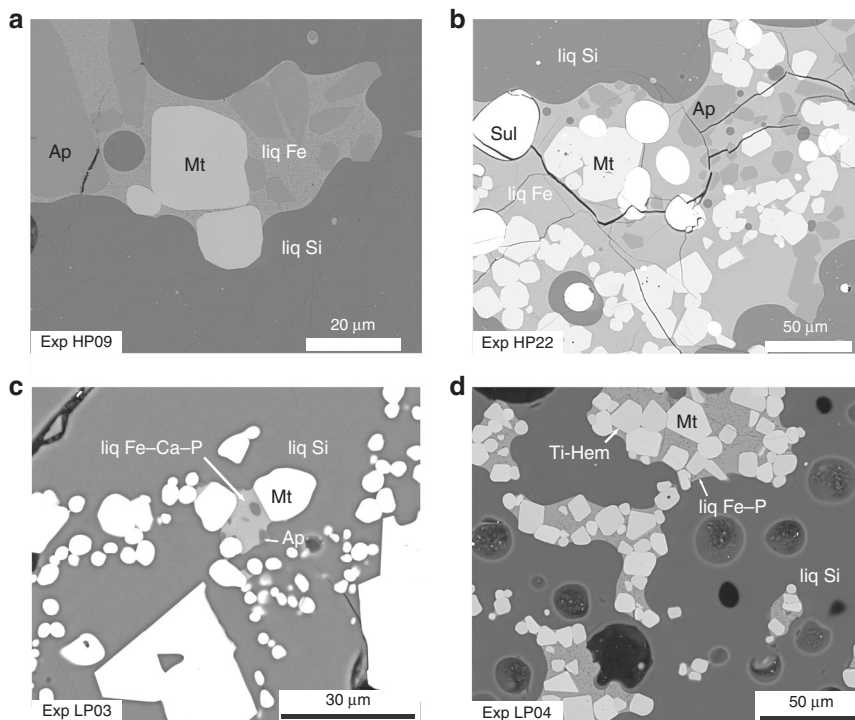 a
Ap
Mt
liq Fe
liq Si
Exp HP09
20 μm
b
liq Si
Sul
Ap
Mt
liq Fe
Exp HP22
50 μm
c
liq Fe–Ca–P
liq Si
Mt
Ap
Exp LP03
30 μm
d
Mt
Ti-Hem
liq Fe–P
liq Si
Exp LP04
50 μm